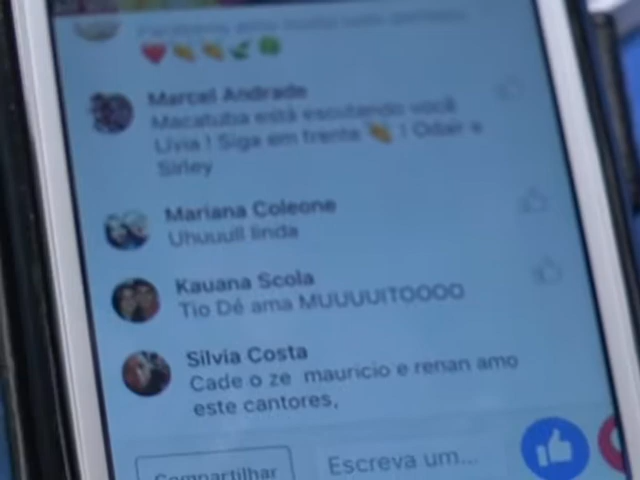 Marcel Andrade
Macatuba está escutando você
Lívia ! Siga em frente 👏 ! Odair e
Sirley
Mariana Coleone
Uhuuull linda
Kauana Scola
Tio Dé ama MUUUUITOOOO
Silvia Costa
Cade o ze mauricio e renan amo
este cantores,
Compartilhar
Escreva um...